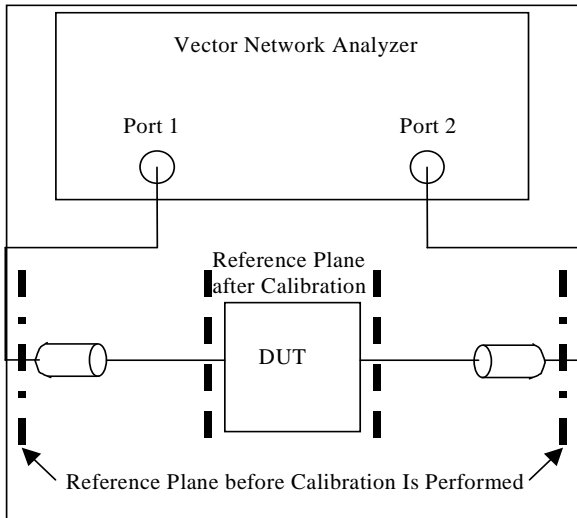 Vector Network Analyzer
Port 1
Port 2
Reference Plane
after Calibration
DUT
Reference Plane before Calibration Is Performed